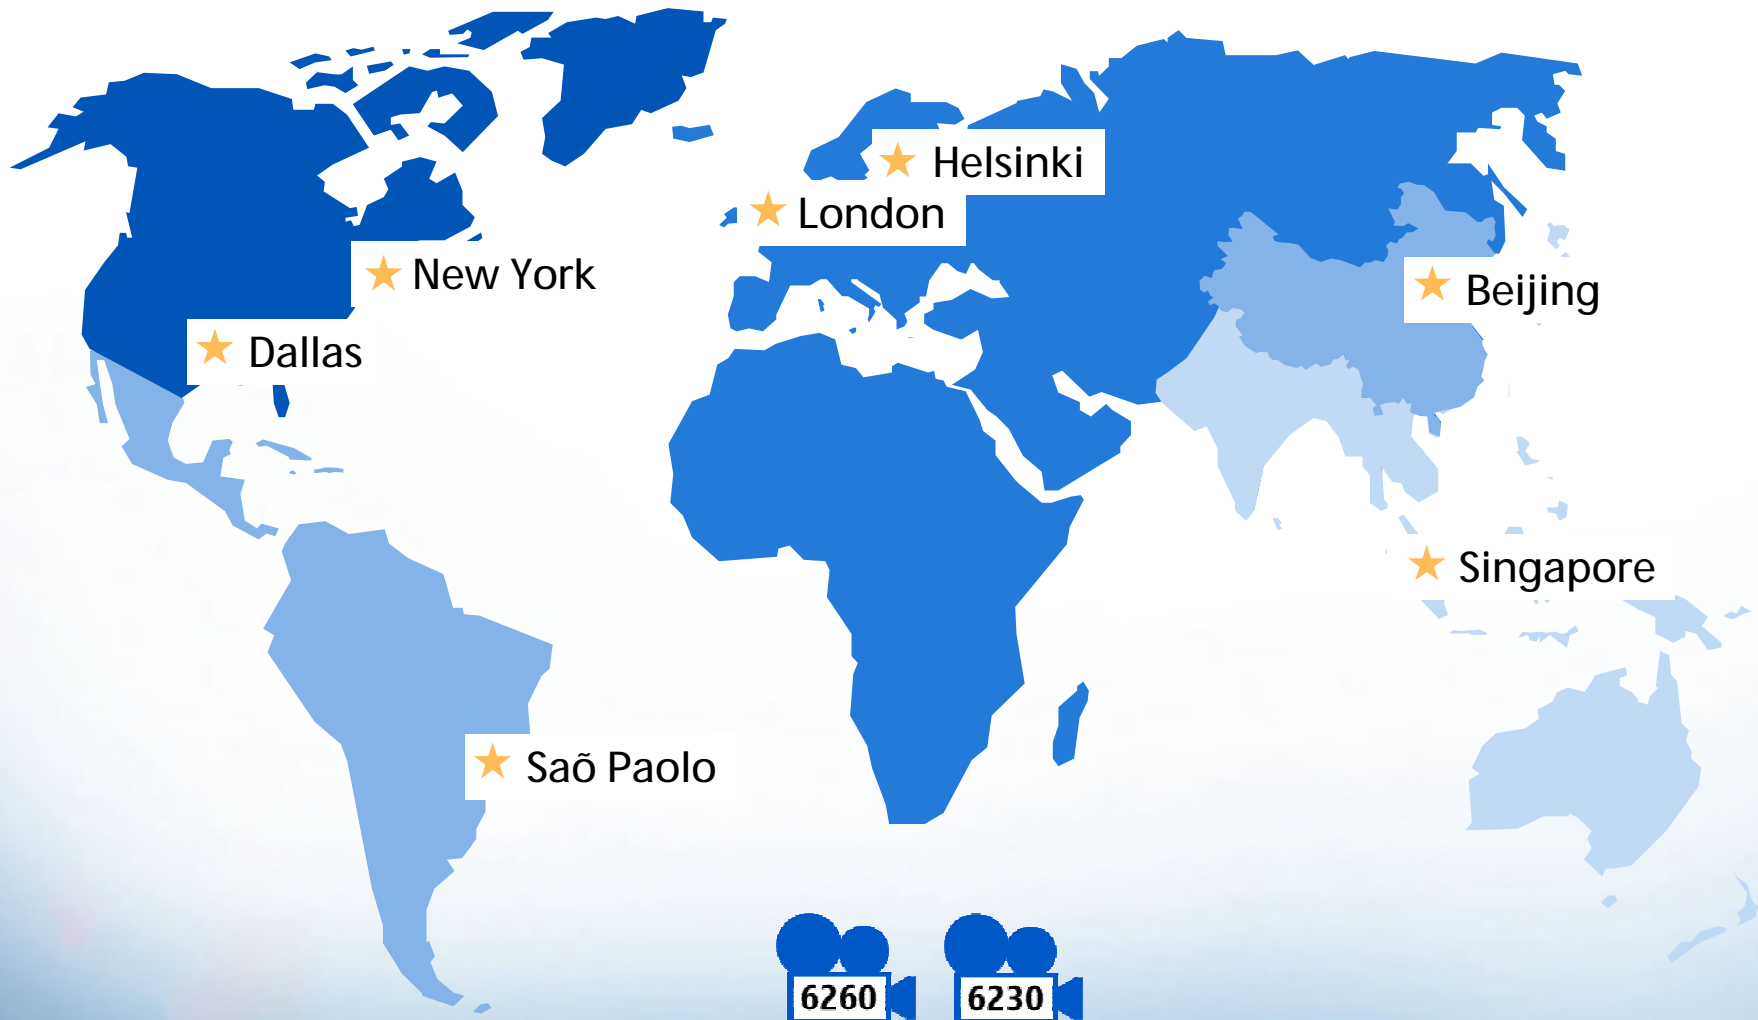 Helsinki
London
New York
Beijing
Dallas
Singapore
Saõ Paolo
6260
6230